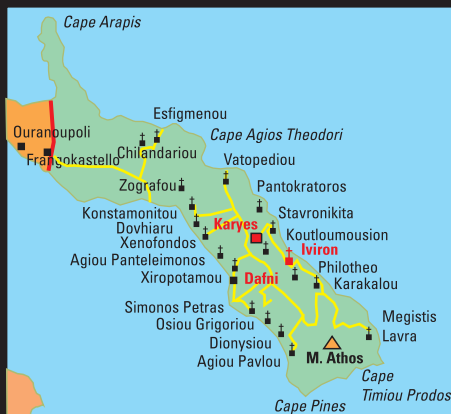 Cape Arapis
Esfigmenou
Ouranoupoli
Cape Agios Theodori
Frangokastello
Chilandariou
Vatopediou
Zografou
Pantokratoros
Konstamonitou
Stavronikita
Dovhiaru
Karyes
Koutloumousion
Xenofondos
Iviron
Agiou Panteleimonos
Philotheo
Xiropotamou
Dafni
Karakalou
Simonos Petras
Megistis
Osiou Grigoriou
Lavra
Dionysiou
M. Athos
Agiou Pavlou
Cape
Timiou Prodos
Cape Pines